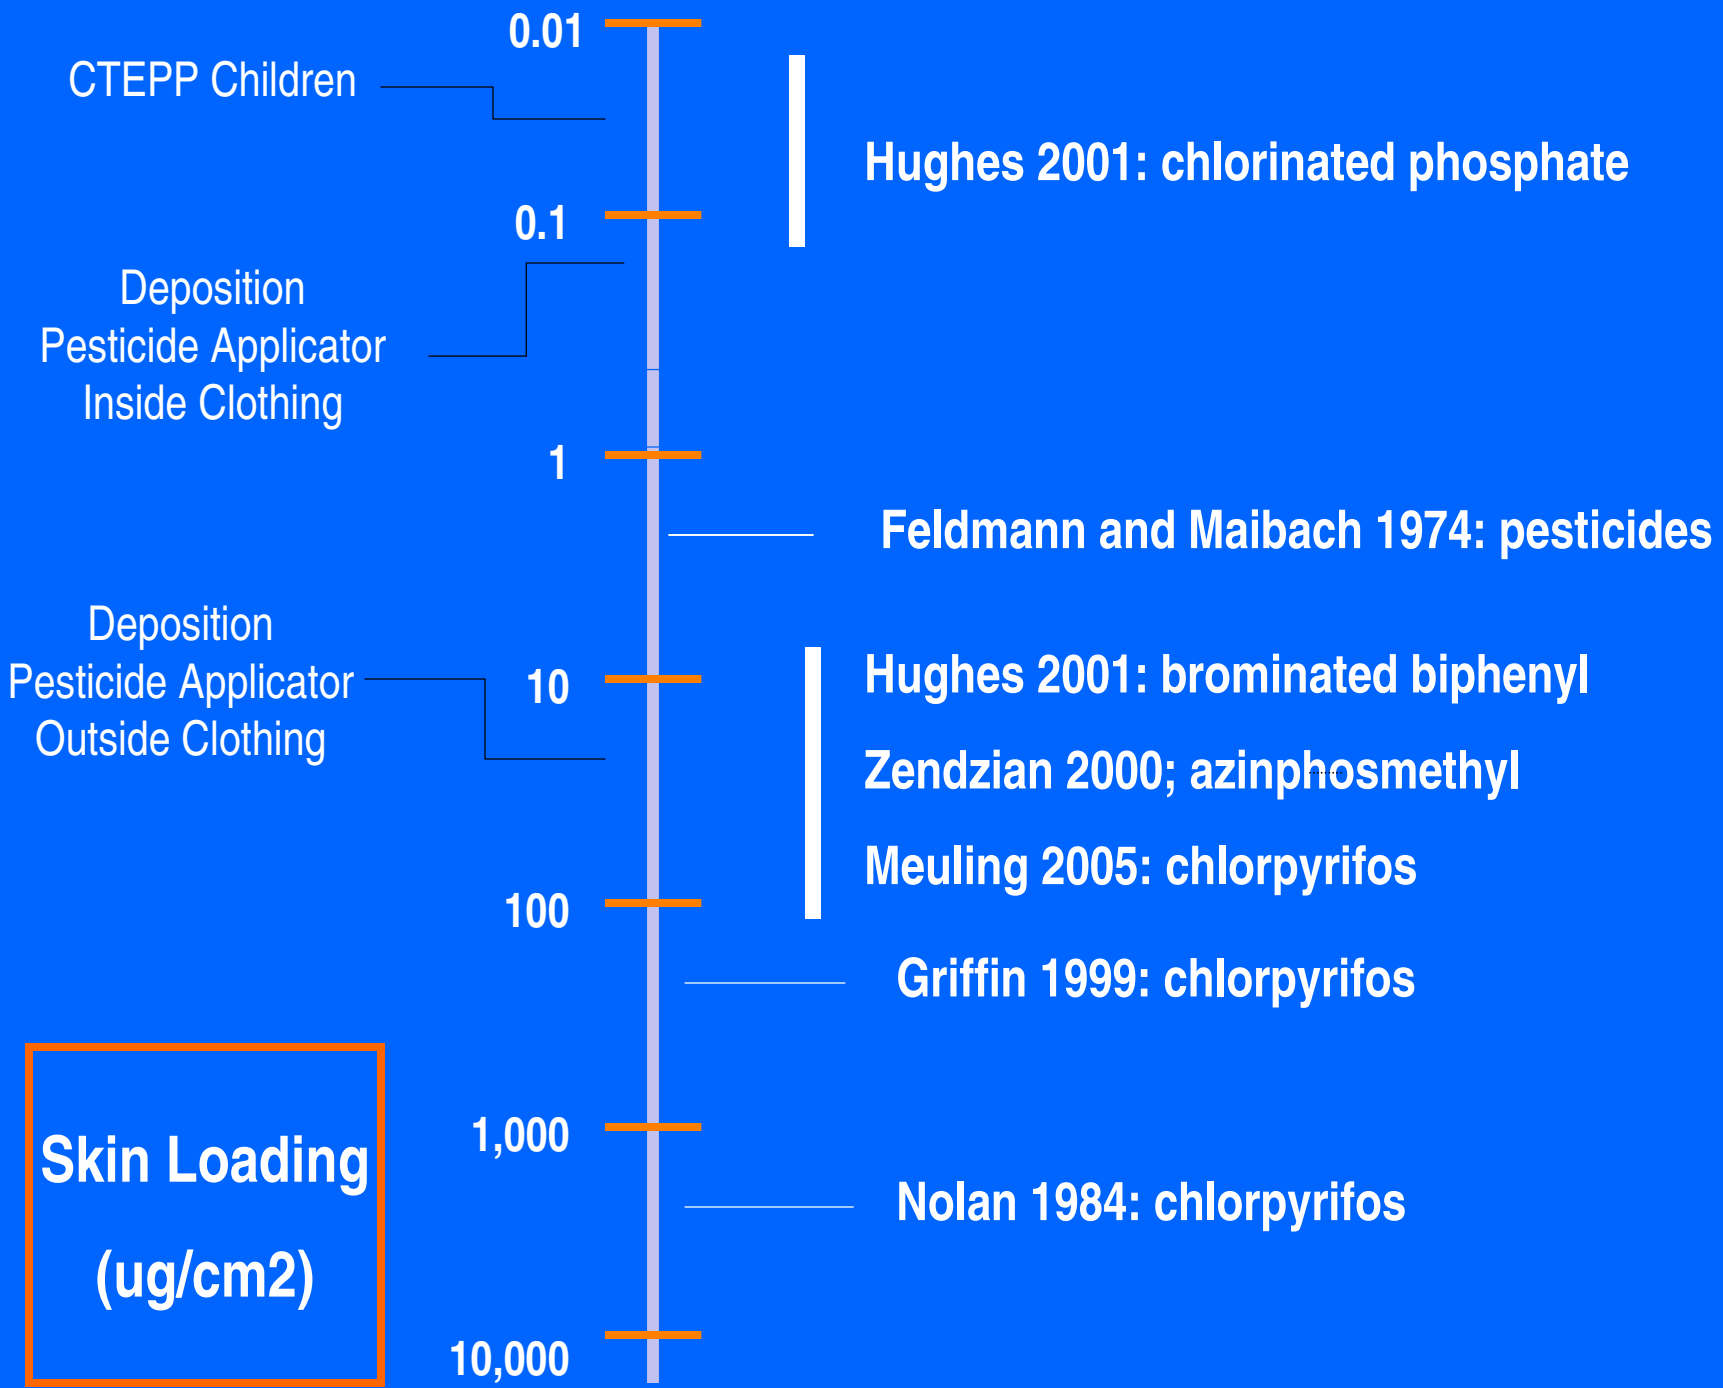 0.01
CTEPP Children
Hughes 2001: chlorinated phosphate
0.1
Deposition
Pesticide Applicator
Inside Clothing
1
Feldmann and Maibach 1974: pesticides
Deposition
Pesticide Applicator
Outside Clothing
10
Hughes 2001: brominated biphenyl
Zendzian 2000; azinphosmethyl
Meuling 2005: chlorpyrifos
100
Griffin 1999: chlorpyrifos
1,000
Skin Loading
(ug/cm2)
Nolan 1984: chlorpyrifos
10,000